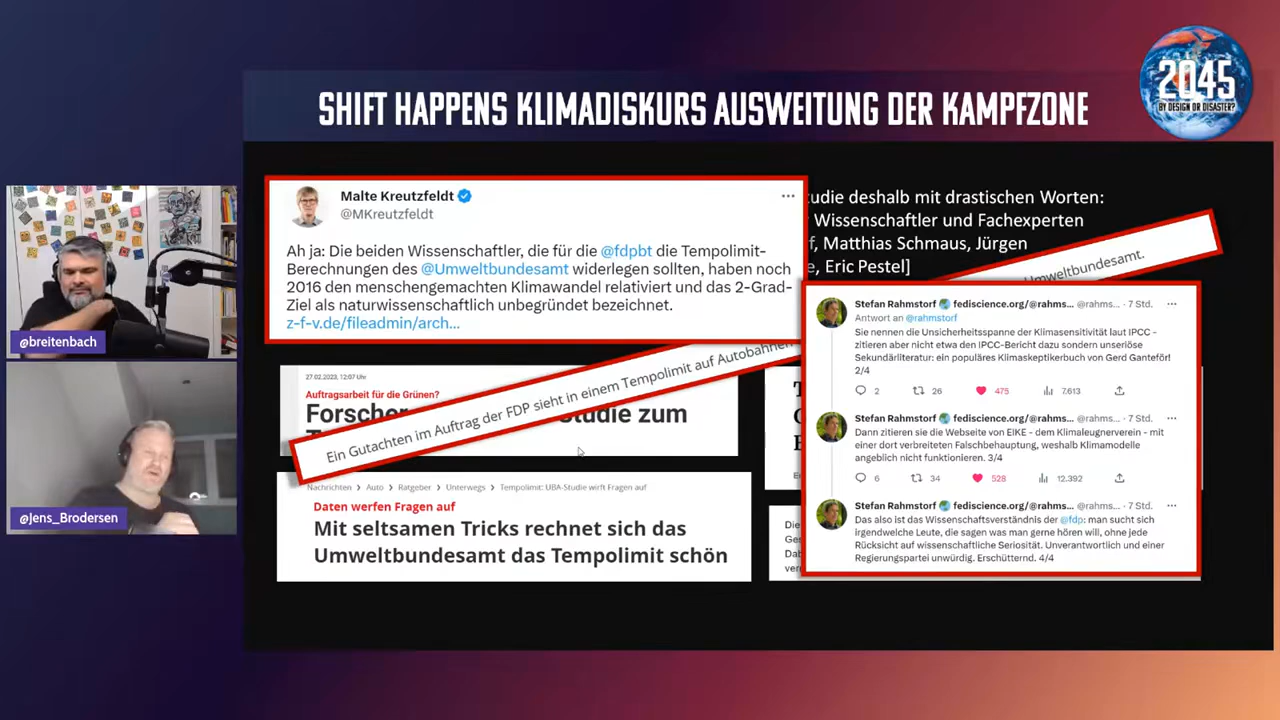 2045
BY DESIGN OR DISASTER?
SHIFT HAPPENS KLIMADISKURS AUSWEITUNG DER KAMPFZONE
@breitenbach
@Jens_Brodersen
Malte Kreutzfeldt
@MKreutzfeldt
Ah ja: Die beiden Wissenschaftler, die für die @fdpbt die Tempolimit-
Berechnungen des @Umweltbundesamt widerlegen sollten, haben noch
2016 den menschengemachten Klimawandel relativiert und das 2-Grad-
Ziel als naturwissenschaftlich unbegründet bezeichnet.
z-f-v.de/fileadmin/arch...
tudie deshalb mit drastischen Worten:
Wissenschaftler und Fachexperten
f, Matthias Schmaus, Jürgen
e, Eric Pestel]
Umweltbundesamt.
Ein Gutachten im Auftrag der FDP sieht in einem Tempolimit auf Autobahnen
27.02.2023, 12:07 Uhr
Auftragsarbeit für die Grünen?
Forscher
studie zum
Nachrichten > Auto > Ratgeber > Unterwegs > Tempolimit: UBA-Studie wirft Fragen auf
Daten werfen Fragen auf
Mit seltsamen Tricks rechnet sich das
Umweltbundesamt das Tempolimit schön
Die
Ges
Dab
ver
Stefan Rahmstorf fediscience.org/@rahms... @rahms... · 7 Std.
Antwort an @rahmstorf
Sie nennen die Unsicherheitsspanne der Klimasensitivität laut IPCC -
zitieren aber nicht etwa den IPCC-Bericht dazu sondern unseriöse
Sekundärliteratur: ein populäres Klimaskeptikerbuch von Gerd Ganteför!
2/4
2 26 475 7.613
Stefan Rahmstorf fediscience.org/@rahms... @rahms... · 7 Std.
Dann zitieren sie die Webseite von EIKE - dem Klimaleugnerverein - mit
einer dort verbreiteten Falschbehauptung, weshalb Klimamodelle
angeblich nicht funktionieren. 3/4
6 34 528 12.392
Stefan Rahmstorf fediscience.org/@rahms... @rahms... · 7 Std.
Das also ist das Wissenschaftsverständnis der @fdp: man sucht sich
irgendwelche Leute, die sagen was man gerne hören will, ohne jede
Rücksicht auf wissenschaftliche Seriosität. Unverantwortlich und einer
Regierungspartei unwürdig. Erschütternd. 4/4